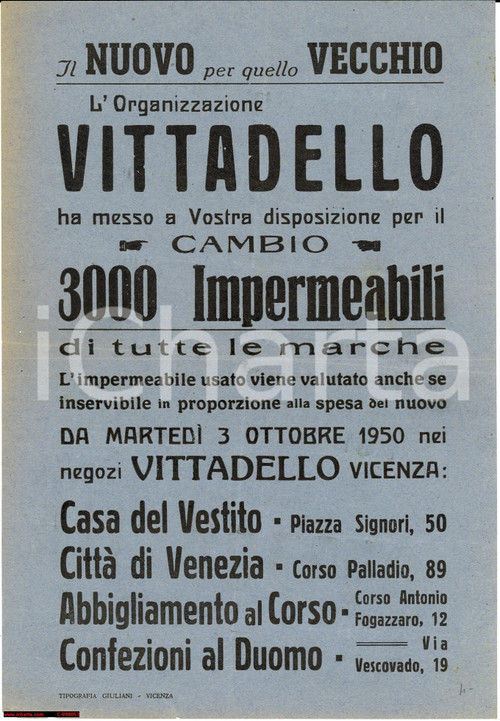 Il NUOVO per quello VECCHIO
L'Organizzazione
VITTADELLO
ha messo a Vostra disposizione per il
CAMBIO
3000 Impermeabili
di tutte le marche
L'impermeabile usato viene valutato anche se
inservibile in proporzione alla spesa del nuovo
DA MARTEDÌ 3 OTTOBRE 1950 nei
negozi VITTADELLO VICENZA:
Casa del Vestito - Piazza Signori, 50
Città di Venezia - Corso Palladio, 89
Abbigliamento al Corso - Corso Antonio
Fogazzaro, 12
Confezioni al Duomo - Via
Vescovado, 19
TIPOGRAFIA GIULIANI - VICENZA
iCharta